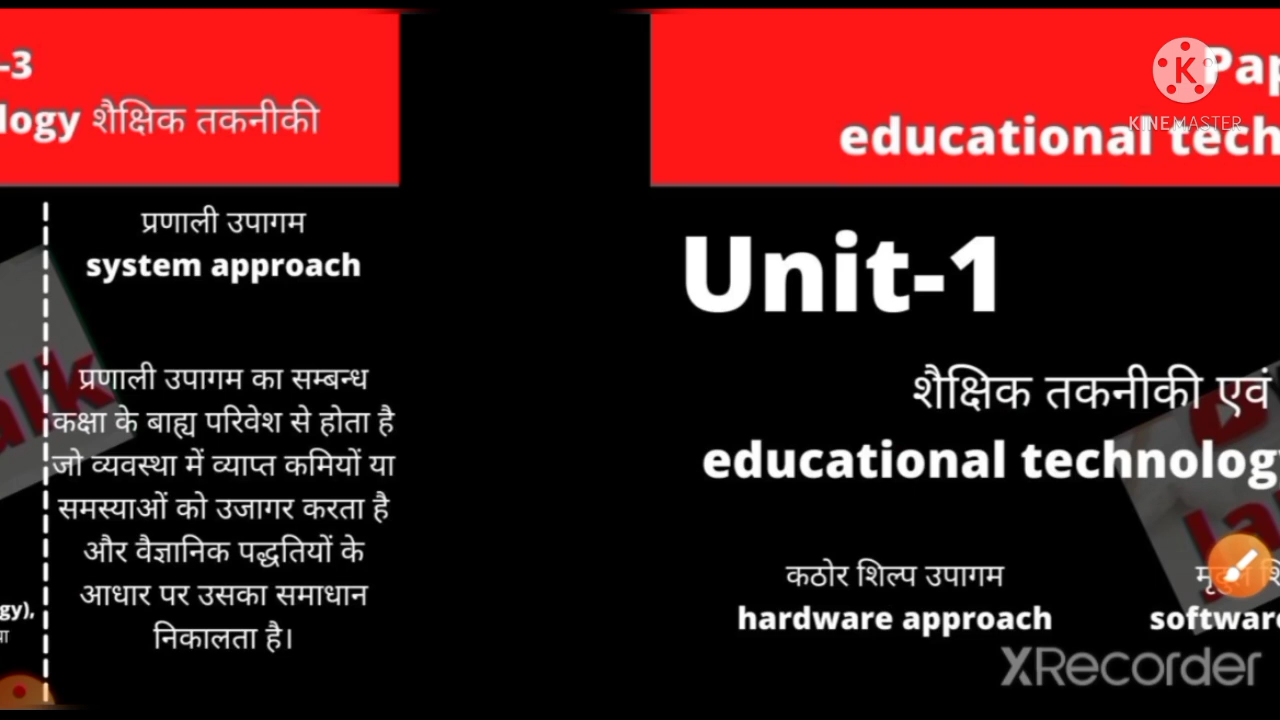 -3
logy शैक्षिक तकनीकी
प्रणाली उपागम
system approach
प्रणाली उपागम का सम्बन्ध
कक्षा के बाह्य परिवेश से होता है
जो व्यवस्था में व्याप्त कमियों या
समस्याओं को उजागर करता है
और वैज्ञानिक पद्धतियों के
आधार पर उसका समाधान
निकालता है।
gy),
alk
Pap
educational tech
KINEMASTER
Unit-1
शैक्षिक तकनीकी एवं
educational technolog
कठोर शिल्प उपागम
hardware approach
software
XRecorder